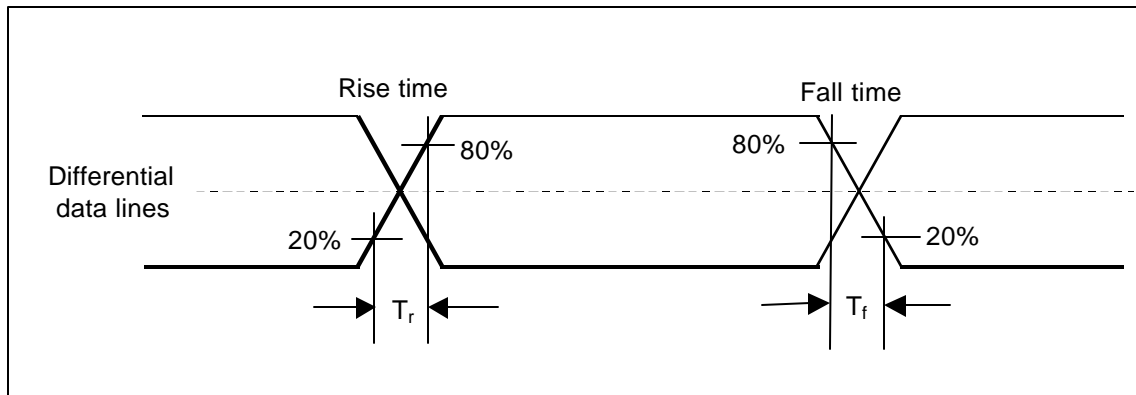 Rise time
Fall time
80%
80%
Differential
data lines
20%
20%
Tr
Tf